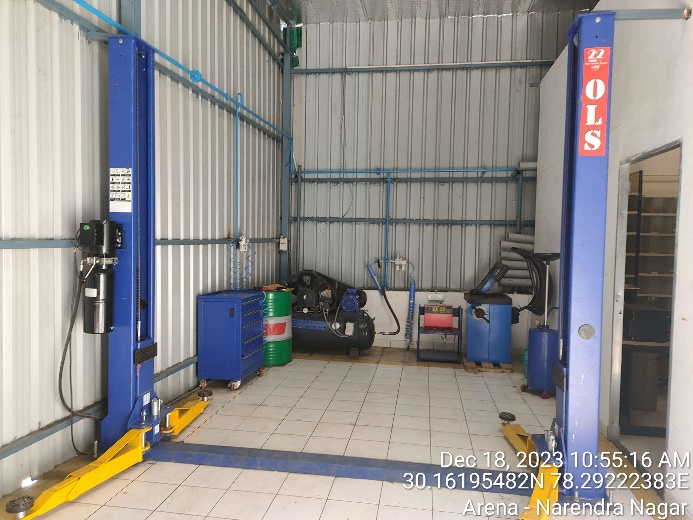 22
OLS
Dec 18, 2023 10:55:16 AM
30.16195482N 78.29222383E
Arena - Narendra Nagar